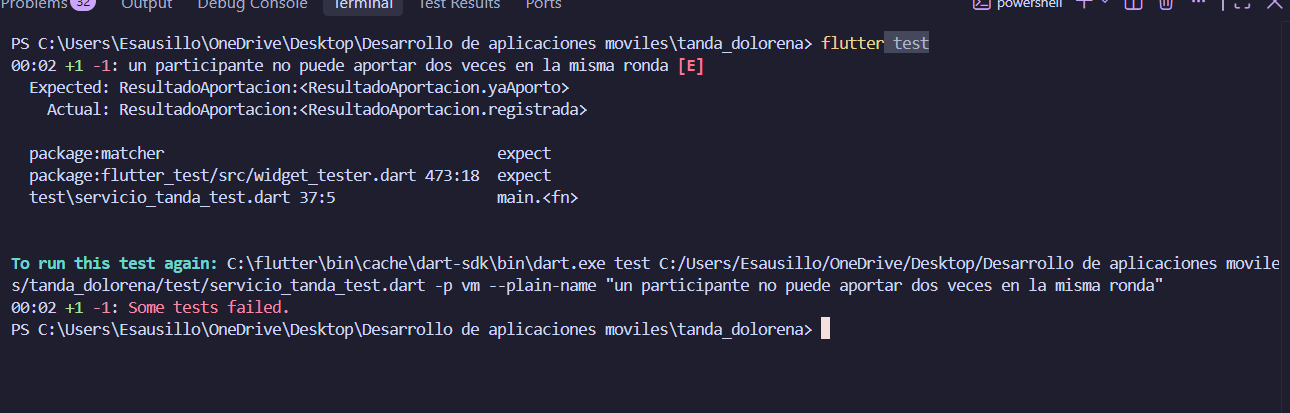 Problems 32 Output Debug Console Terminal Test Results Ports powershell
PS C:\Users\Esausillo\OneDrive\Desktop\Desarrollo de aplicaciones moviles\tanda_dolorena> flutter test
00:02 +1 -1: un participante no puede aportar dos veces en la misma ronda [E]
Expected: ResultadoAportacion:<ResultadoAportacion.yaAporto>
Actual: ResultadoAportacion:<ResultadoAportacion.registrada>
package:matcher expect
package:flutter_test/src/widget_tester.dart 473:18 expect
test\servicio_tanda_test.dart 37:5 main.<fn>
To run this test again: C:\flutter\bin\cache\dart-sdk\bin\dart.exe test C:/Users/Esausillo/OneDrive/Desktop/Desarrollo de aplicaciones movile
s/tanda_dolorena/test/servicio_tanda_test.dart -p vm --plain-name "un participante no puede aportar dos veces en la misma ronda"
00:02 +1 -1: Some tests failed.
PS C:\Users\Esausillo\OneDrive\Desktop\Desarrollo de aplicaciones moviles\tanda_dolorena>